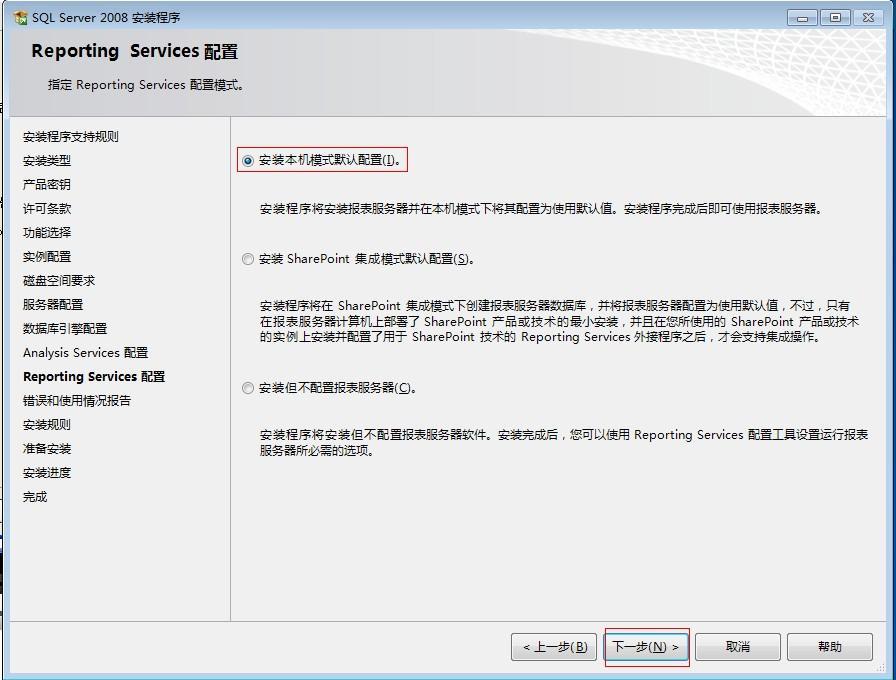 SQL Server 2008 安装程序
Reporting Services 配置
指定 Reporting Services 配置模式。
安装程序支持规则
安装类型
产品密钥
许可条款
功能选择
实例配置
磁盘空间要求
服务器配置
数据库引擎配置
Analysis Services 配置
Reporting Services 配置
错误和使用情况报告
安装规则
准备安装
安装进度
完成
安装本机模式默认配置(I)。
安装程序将安装报表服务器并在本机模式下将其配置为使用默认值。安装程序完成后即可使用报表服务器。
安装 SharePoint 集成模式默认配置(S)。
安装程序将在 SharePoint 集成模式下创建报表服务器数据库，并将报表服务器配置为使用默认值，不过，只有
在报表服务器计算机上部署了 SharePoint 产品或技术的最小安装，并且在您所使用的 SharePoint 产品或技术
的实例上安装并配置了用于 SharePoint 技术的 Reporting Services 外接程序之后，才会支持集成操作。
安装但不配置报表服务器(C)。
安装程序将安装但不配置报表服务器软件。安装完成后，您可以使用 Reporting Services 配置工具设置运行报表
服务器所必需的选项。
< 上一步(B) 下一步(N) > 取消 帮助